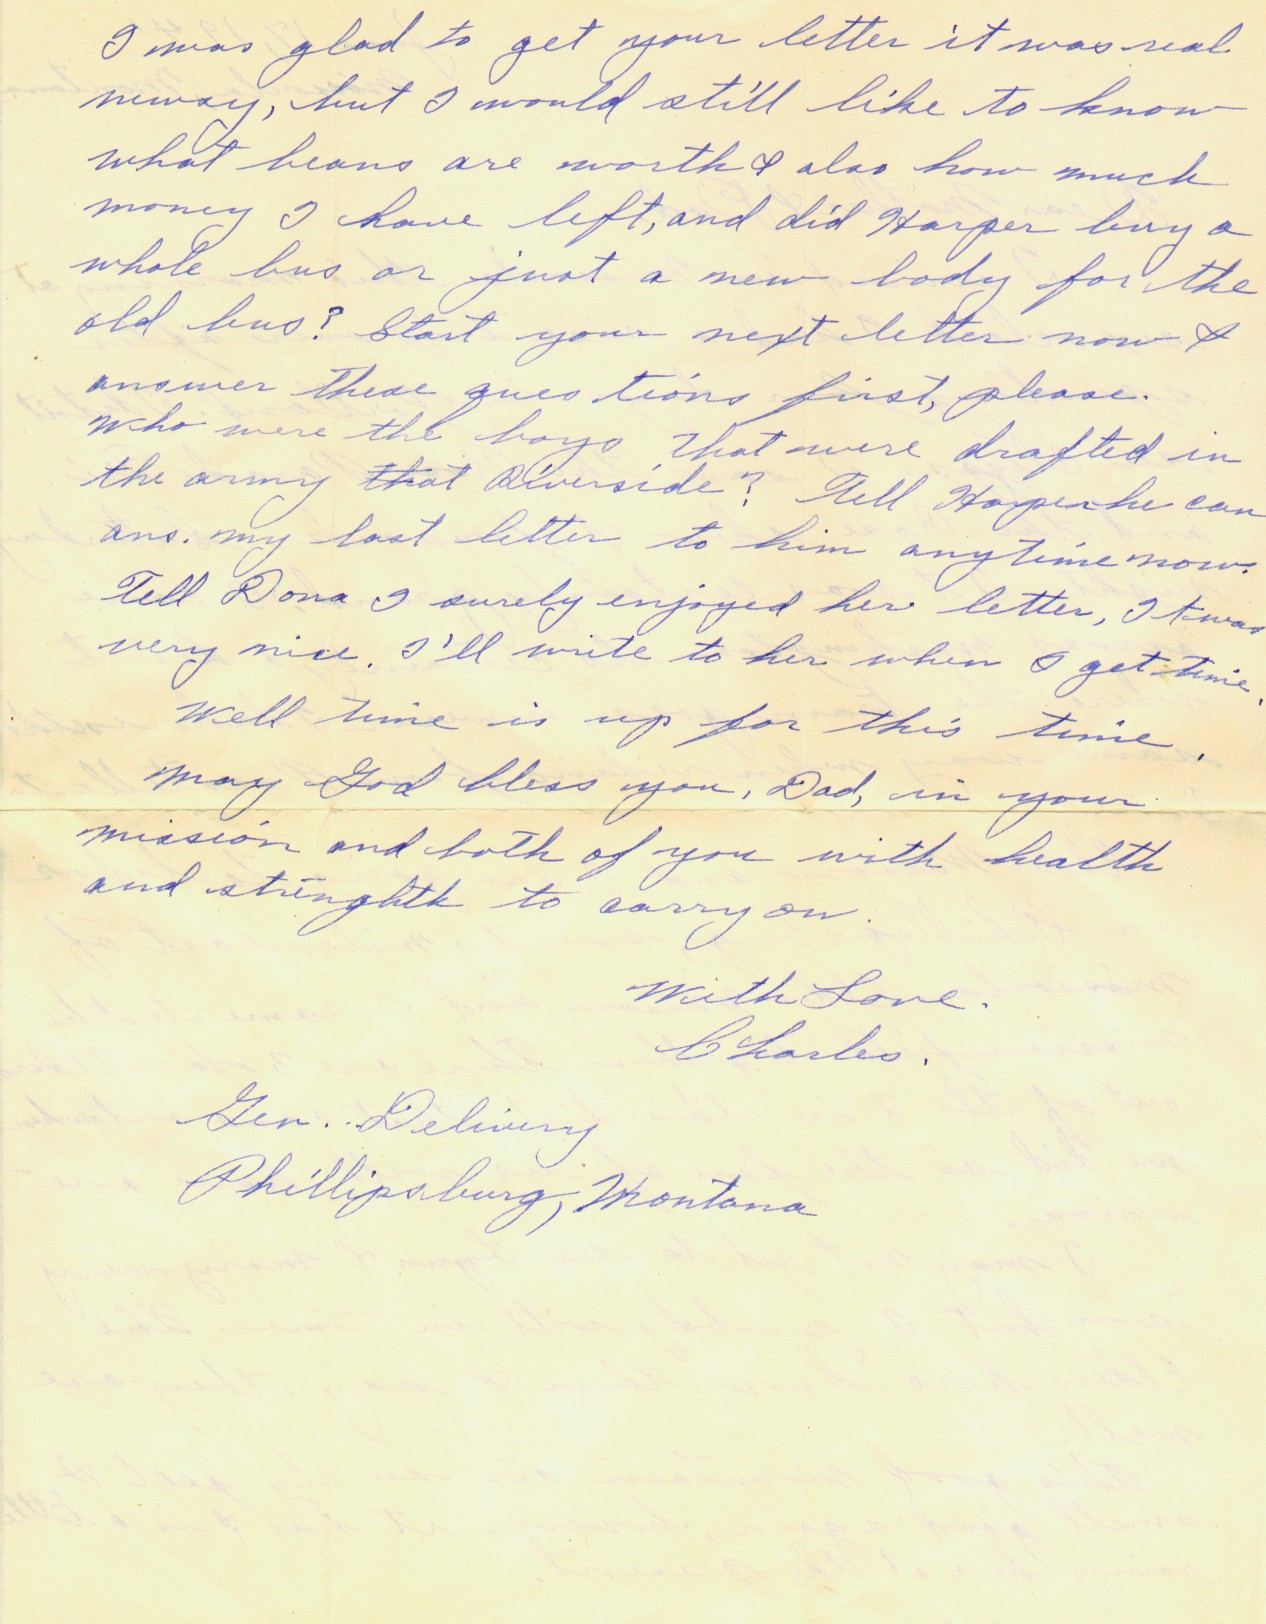 I was glad to get your letter it was real
newsy, but I would still like to know
what beans are worth & also how much
money I have left, and did Harper buy a
whole bus or just a new body for the
old bus? Start your next letter now &
answer these questions first, please.
Who were the boys that were drafted in
the army that Riverside? Tell Harper he can
ans. my last letter to him anytime now.
Tell Dona I surely enjoyed her letter, It was
very nice. I'll write to her when I get time.
Well time is up for this time.
May God bless you, Dad, in your
mission and both of you with health
and strenghth to carry on.
With Love.
Charles.
Gen. Delivery
Phillipsburg, Montana